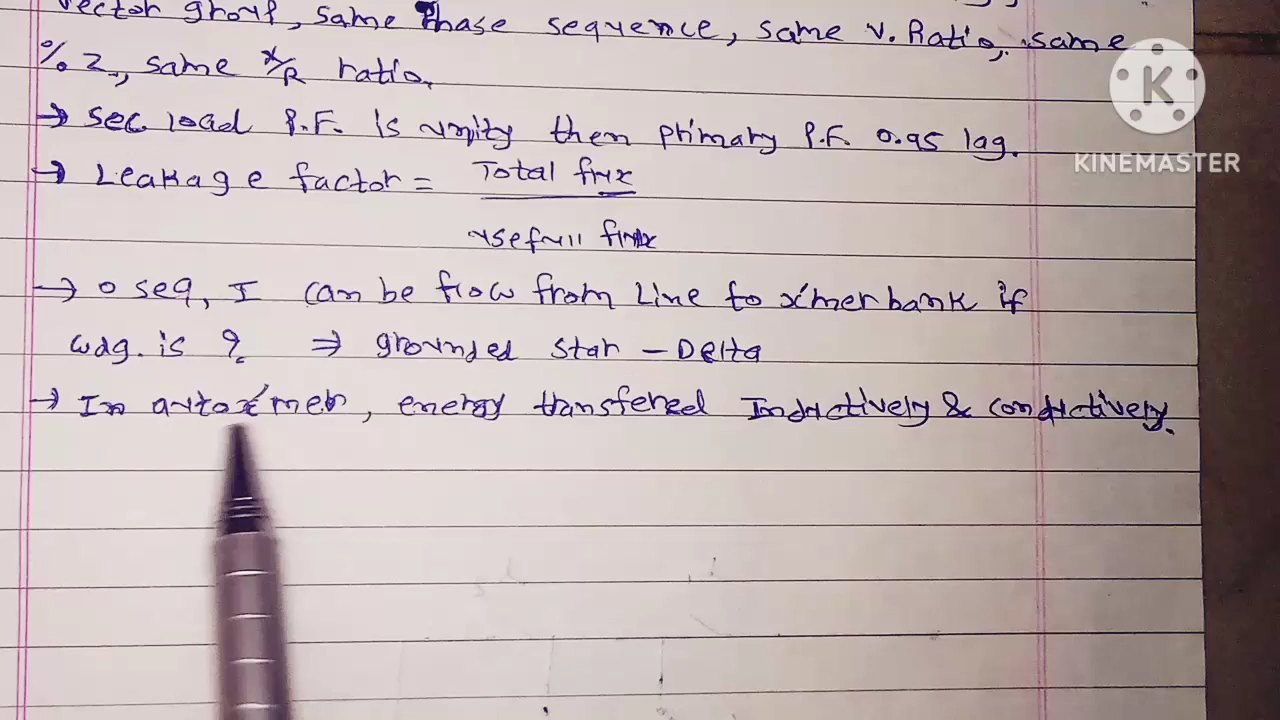 vector group, same Phase sequence, same v. Ratio, same
% Z, same X/R ratio.
→ sec load P.F. is unity then primary P.F. 0.95 lag.
→ Leakage factor = Total flux
usefull flux
→ 0 seq, I can be flow from Line to x'mer bank if
wdg. is ? ⇒ grounded star - Delta
→ In autox'mer, energy transfered Inductively & conductively.
K
KINEMASTER